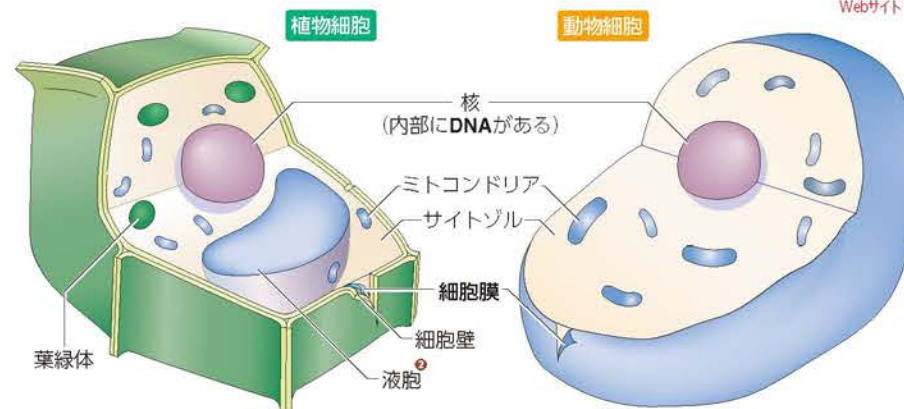 Webサイト
植物細胞
動物細胞
核
(内部にDNAがある)
ミトコンドリア
サイトゾル
細胞膜
細胞壁
葉緑体
液胞❷